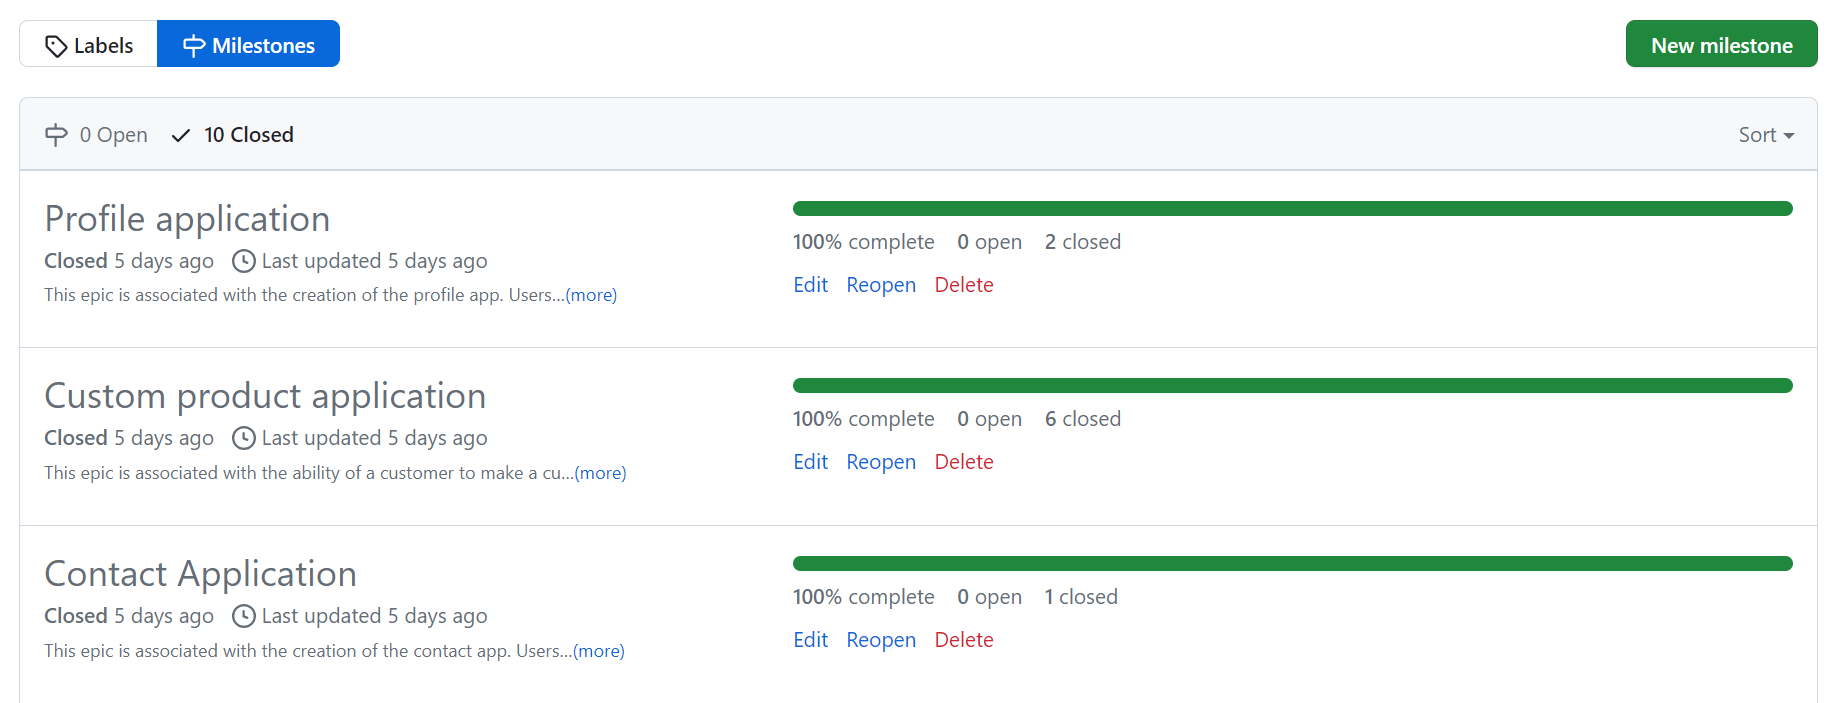 Labels Milestones New milestone
0 Open 10 Closed Sort
Profile application
Closed 5 days ago Last updated 5 days ago
This epic is associated with the creation of the profile app. Users...(more)
100% complete 0 open 2 closed
Edit Reopen Delete
Custom product application
Closed 5 days ago Last updated 5 days ago
This epic is associated with the ability of a customer to make a cu...(more)
100% complete 0 open 6 closed
Edit Reopen Delete
Contact Application
Closed 5 days ago Last updated 5 days ago
This epic is associated with the creation of the contact app. Users...(more)
100% complete 0 open 1 closed
Edit Reopen Delete